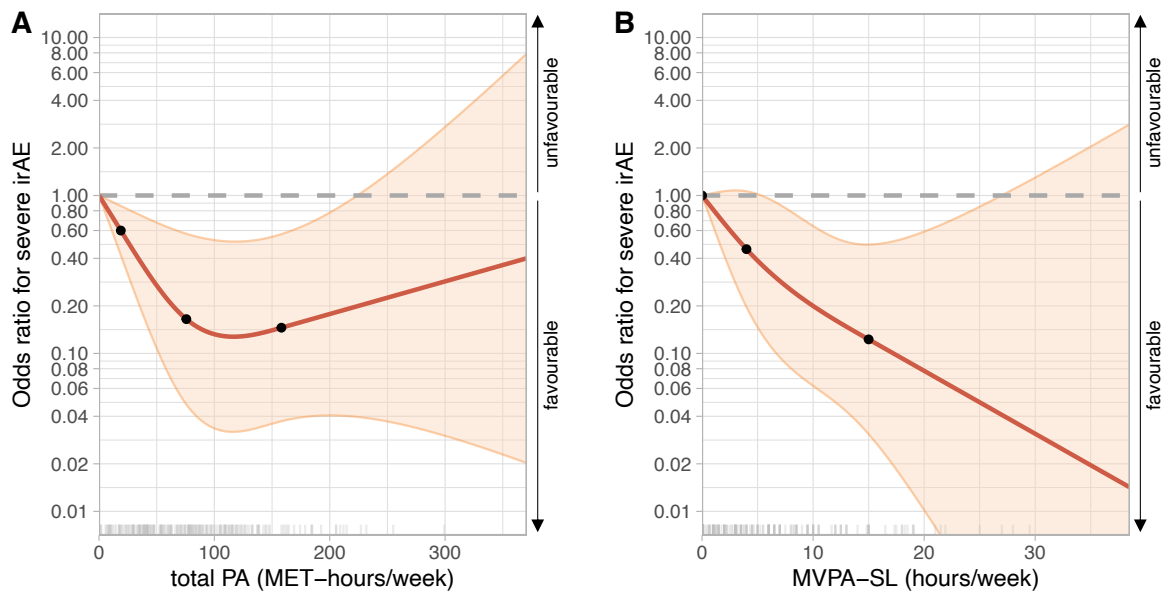 A
10.00
8.00
6.00
4.00
2.00
1.00
0.80
0.60
0.40
0.20
0.10
0.08
0.06
0.04
0.02
0.01
Odds ratio for severe irAE
0 100 200 300
total PA (MET−hours/week)
unfavourable
favourable
B
10.00
8.00
6.00
4.00
2.00
1.00
0.80
0.60
0.40
0.20
0.10
0.08
0.06
0.04
0.02
0.01
Odds ratio for severe irAE
0 10 20 30
MVPA−SL (hours/week)
unfavourable
favourable